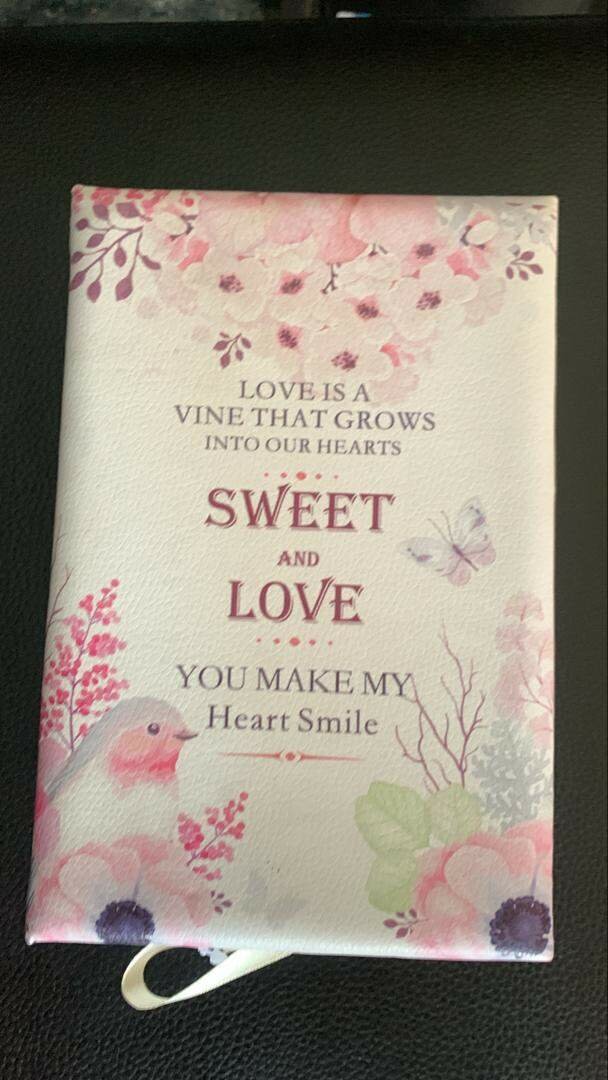 LOVE IS A
VINE THAT GROWS
INTO OUR HEARTS
SWEET
AND
LOVE
YOU MAKE MY
Heart Smile